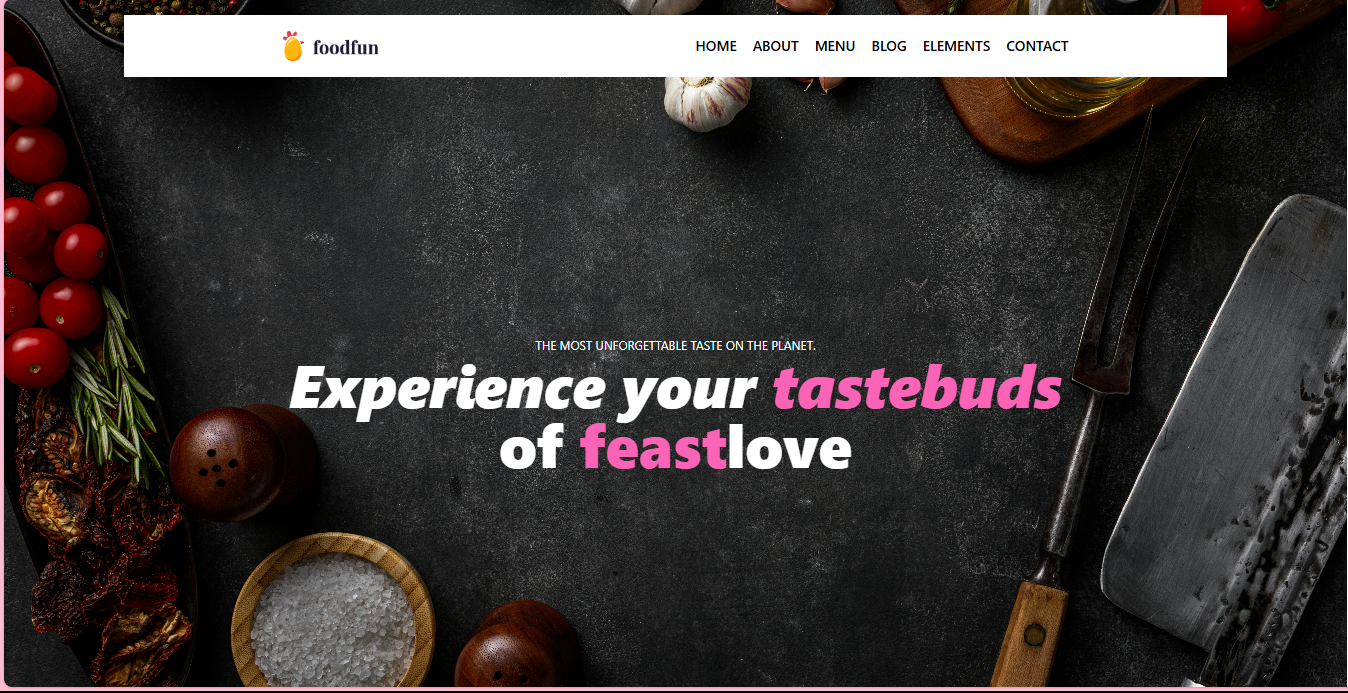 foodfun
HOME ABOUT MENU BLOG ELEMENTS CONTACT
THE MOST UNFORGETTABLE TASTE ON THE PLANET.
Experience your tastebuds
of feastlove